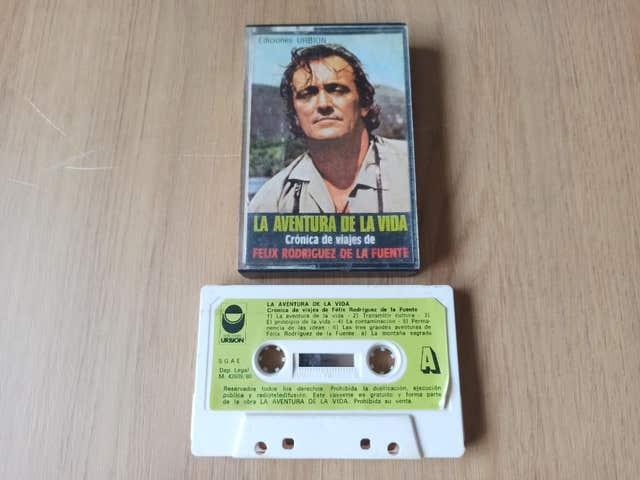 Ediciones URBION
LA AVENTURA DE LA VIDA
Crónica de viajes de
FELIX RODRIGUEZ DE LA FUENTE
LA AVENTURA DE LA VIDA
Crónica de viajes de Félix Rodríguez de la Fuente
1) La aventura de la vida - 2) Transmitir cultura - 3)
El principio de la vida - 4) La contaminación - 5) Perma-
nencia de las ideas - 6) Las tres grandes aventuras de
Félix Rodríguez de la Fuente: a) La montaña sagrada
URBION
S.G.A.E.
Dep. Legal
M. /80
A
Reservados todos los derechos. Prohibida la duplicación, ejecución
pública y radioteledifusión. Este cassette es gratuito y forma parte
de la obra LA AVENTURA DE LA VIDA. Prohibida su venta.